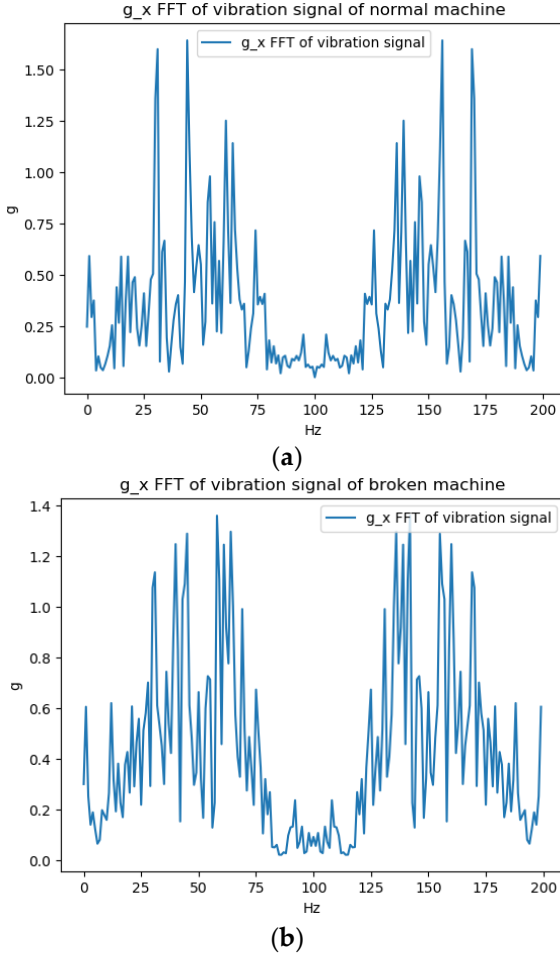 g_x FFT of vibration signal of normal machine
g_x FFT of vibration signal
1.50
1.25
1.00
g
0.75
0.50
0.25
0.00
0 25 50 75 100 125 150 175 200
Hz
(a)
g_x FFT of vibration signal of broken machine
g_x FFT of vibration signal
1.4
1.2
1.0
0.8
g
0.6
0.4
0.2
0.0
0 25 50 75 100 125 150 175 200
Hz
(b)